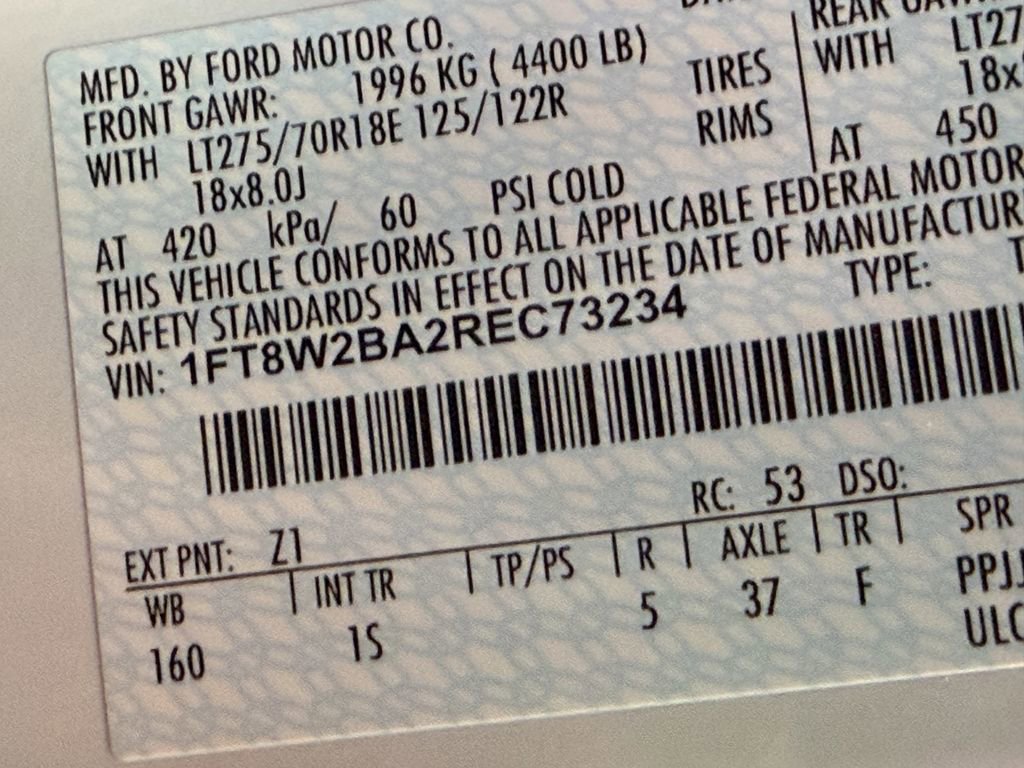 MFD. BY FORD MOTOR CO.
FRONT GAWR: 1996 KG ( 4400 LB)
WITH LT275/70R18E 125/122R TIRES
18x8.0J RIMS
AT 420 kPa/ 60 PSI COLD
REAR
WITH LT27
18x
AT 450
THIS VEHICLE CONFORMS TO ALL APPLICABLE FEDERAL MOTOR
SAFETY STANDARDS IN EFFECT ON THE DATE OF MANUFACTUR
VIN: 1FT8W2BA2REC73234 TYPE: T
EXT PNT: Z1 RC: 53 DSO:
WB INT TR TP/PS R AXLE TR SPR
160 1S 5 37 F PPJJ
ULC